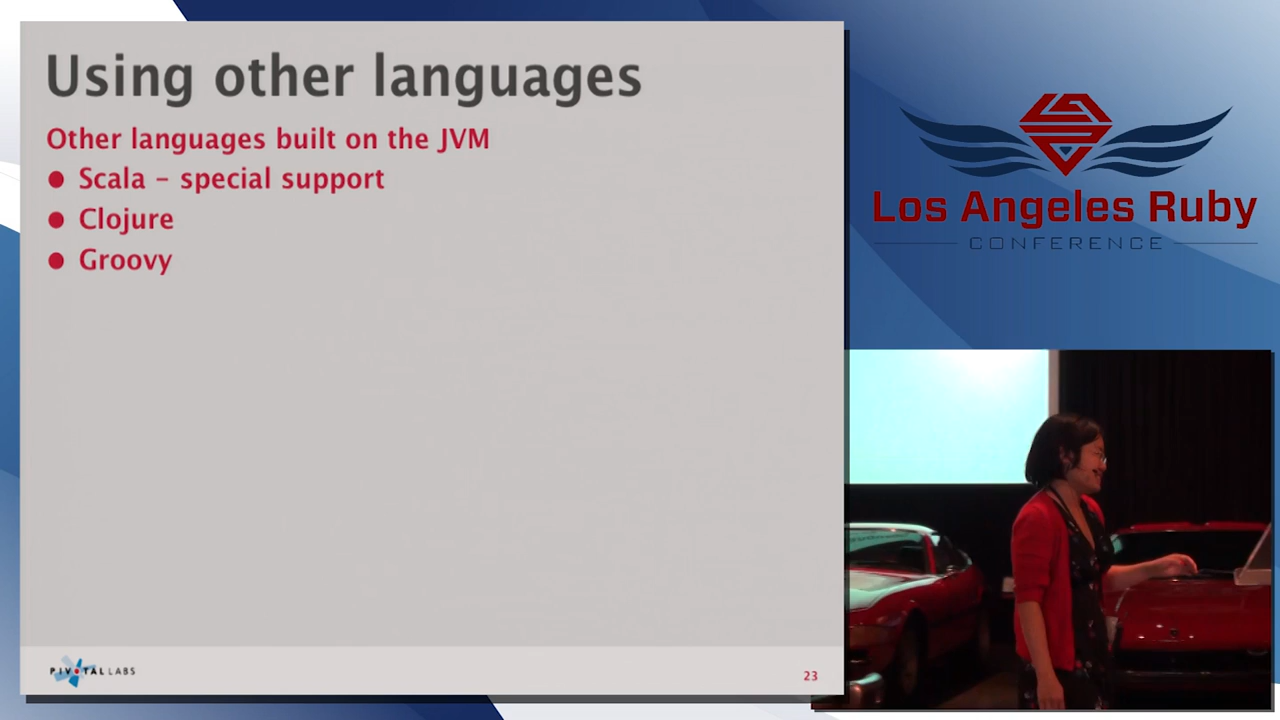 Using other languages
Other languages built on the JVM
● Scala – special support
● Clojure
● Groovy
PIVOTAL LABS
23
Los Angeles Ruby
CONFERENCE